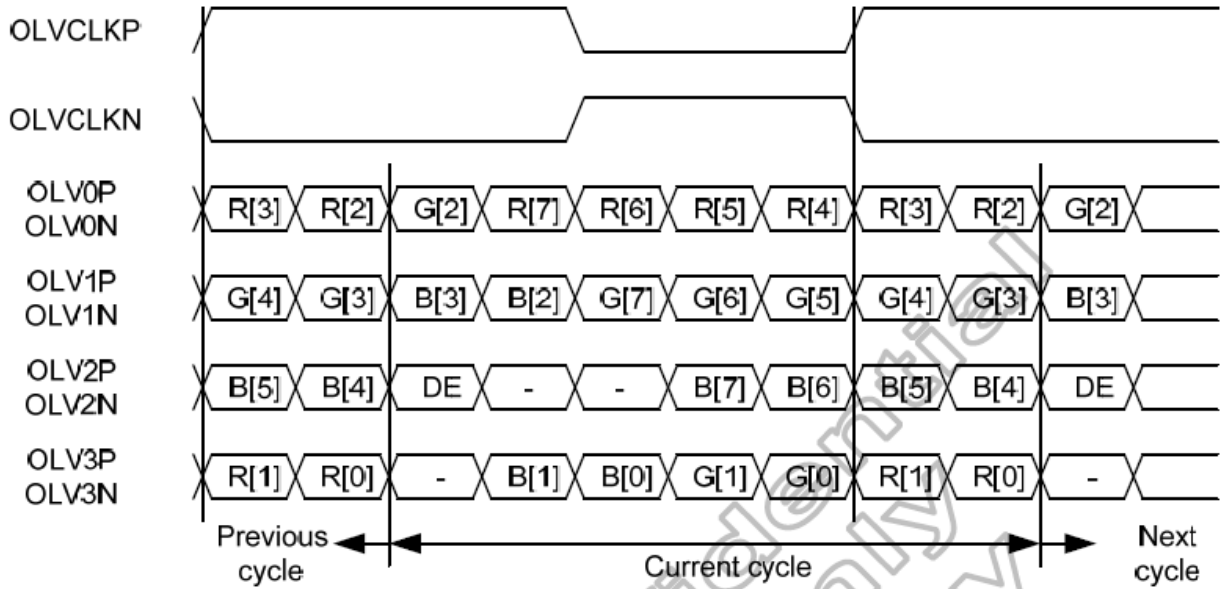 OLVCLKP
OLVCLKN
OLV0P
OLV0N
R[3] R[2] G[2] R[7] R[6] R[5] R[4] R[3] R[2] G[2]
OLV1P
OLV1N
G[4] G[3] B[3] B[2] G[7] G[6] G[5] G[4] G[3] B[3]
OLV2P
OLV2N
B[5] B[4] DE - - B[7] B[6] B[5] B[4] DE
OLV3P
OLV3N
R[1] R[0] - B[1] B[0] G[1] G[0] R[1] R[0] -
Previous
cycle
Current cycle
Next
cycle